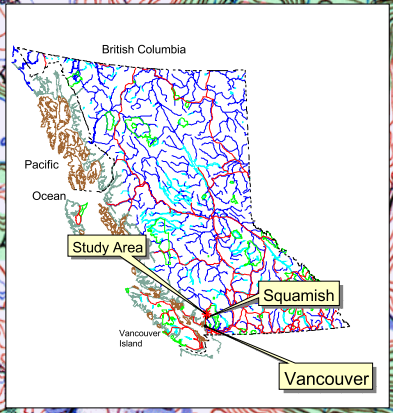 British Columbia
Pacific
Ocean
Study Area
Squamish
Vancouver
Island
Vancouver